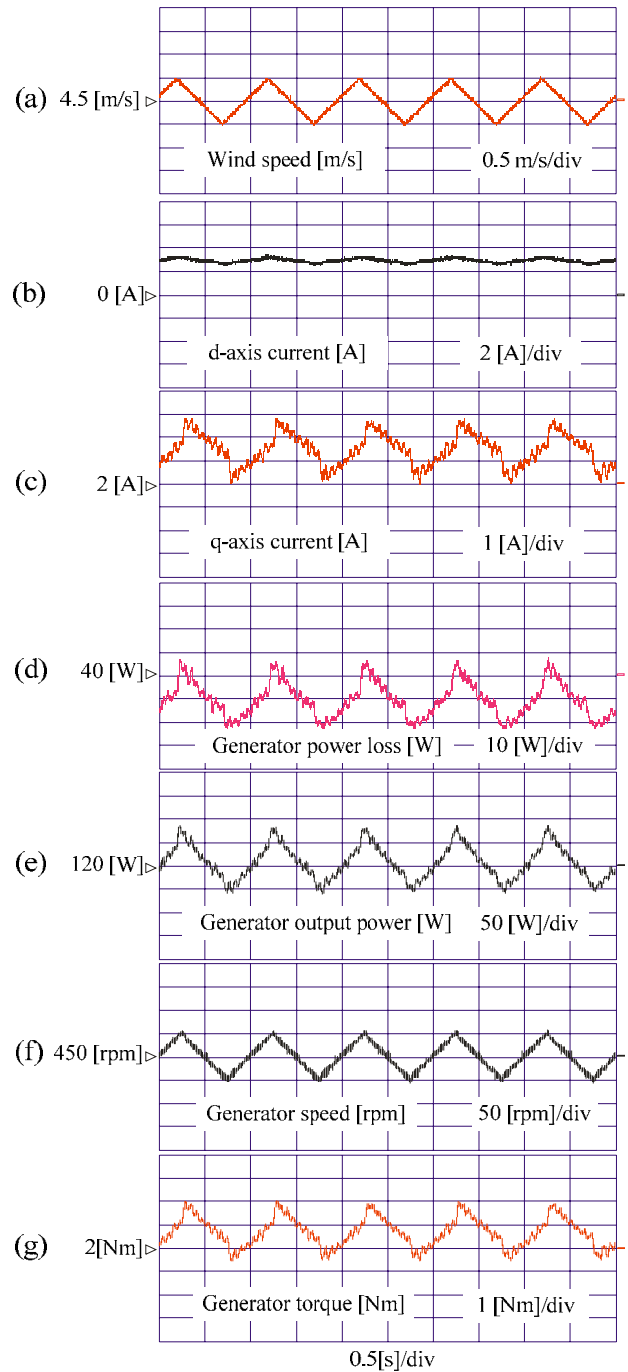 (a) 4.5 [m/s]
Wind speed [m/s] 0.5 m/s/div
(b) 0 [A]
d-axis current [A] 2 [A]/div
(c) 2 [A]
q-axis current [A] 1 [A]/div
(d) 40 [W]
Generator power loss [W] 10 [W]/div
(e) 120 [W]
Generator output power [W] 50 [W]/div
(f) 450 [rpm]
Generator speed [rpm] 50 [rpm]/div
(g) 2[Nm]
Generator torque [Nm] 1 [Nm]/div
0.5[s]/div